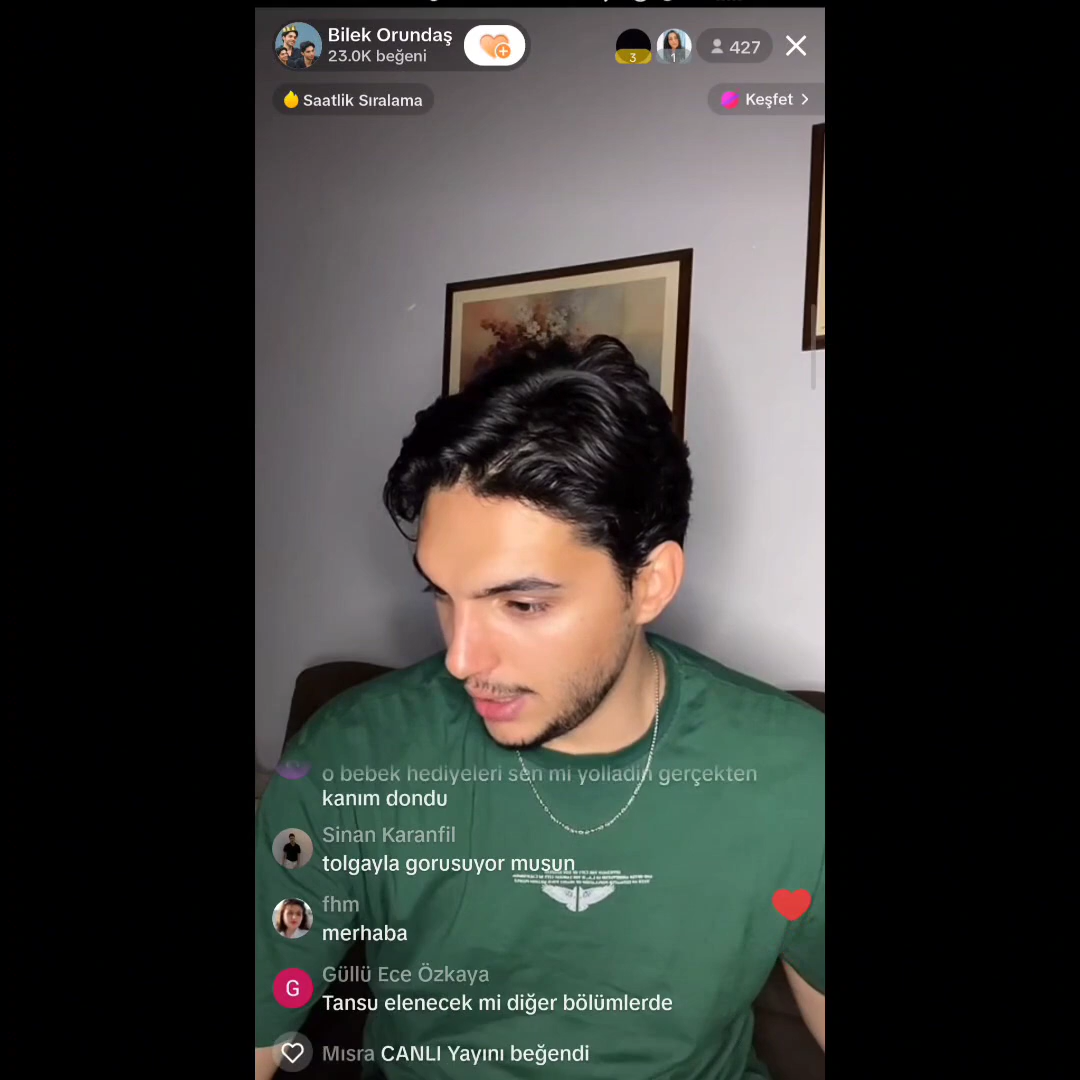 Bilek Orundaş
23.0K beğeni
3
1
427
Saatlik Sıralama
Keşfet
o bebek hediyeleri sen mi yolladin gerçekten
kanım dondu
Sinan Karanfil
tolgayla gorusuyor musun
fhm
merhaba
G
Güllü Ece Özkaya
Tansu elenecek mi diğer bölümlerde
Mısra CANLI Yayını beğendi